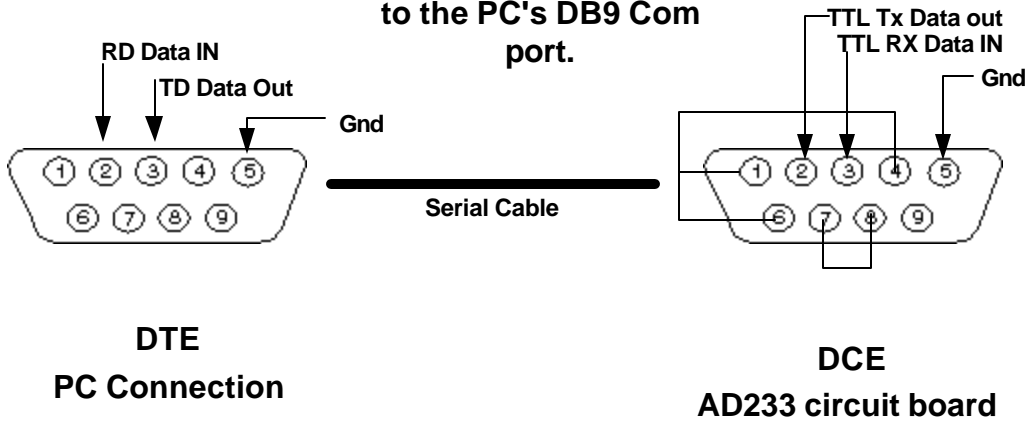 to the PC's DB9 Com
port.
TTL Tx Data out
TTL RX Data IN
Gnd
RD Data IN
TD Data Out
Gnd
1 2 3 4 5
6 7 8 9
Serial Cable
1 2 3 4 5
6 7 8 9
DTE
PC Connection
DCE
AD233 circuit board